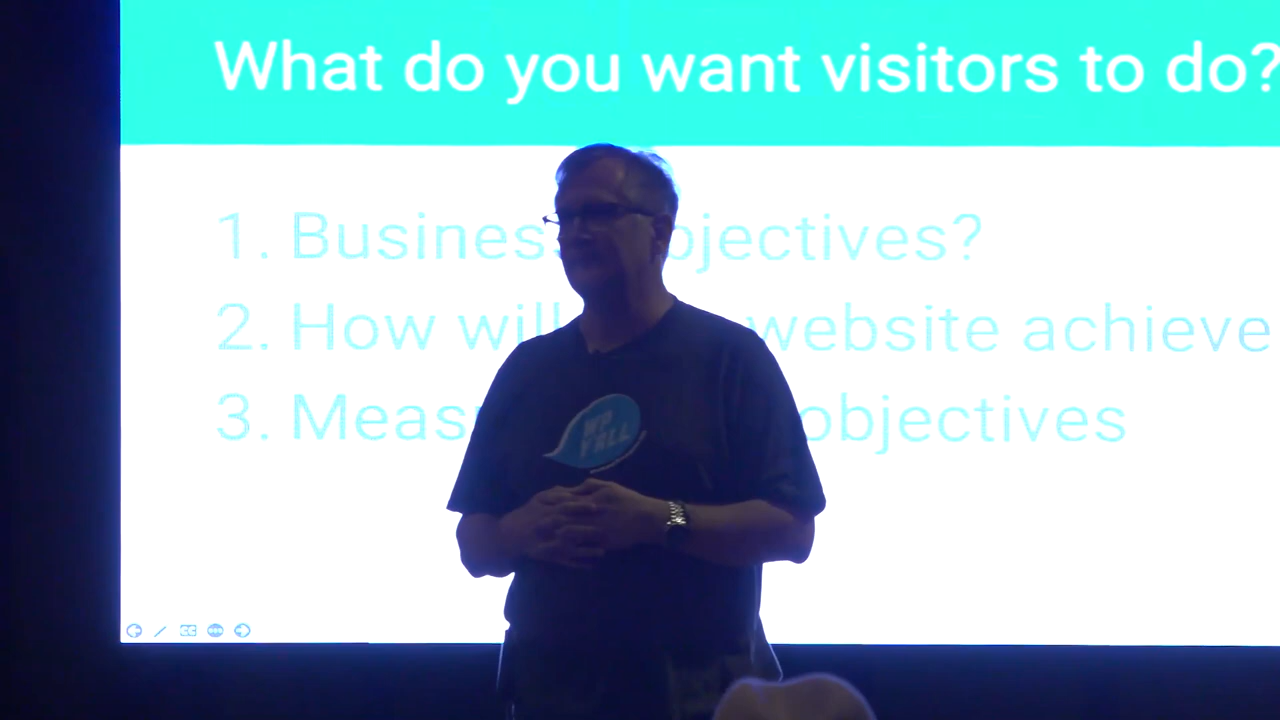 What do you want visitors to do?
1. Business objectives?
2. How will website achieve
3. objectives
WP
FALL
CC